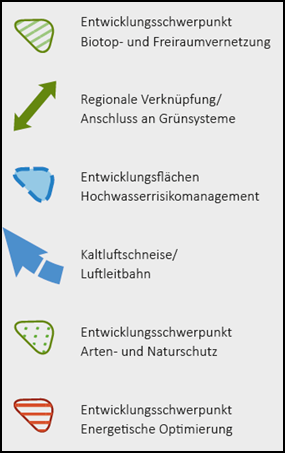 Entwicklungsschwerpunkt
Biotop- und Freiraumvernetzung
Regionale Verknüpfung/
Anschluss an Grünsysteme
Entwicklungsflächen
Hochwasserrisikomanagement
Kaltluftschneise/
Luftleitbahn
Entwicklungsschwerpunkt
Arten- und Naturschutz
Entwicklungsschwerpunkt
Energetische Optimierung